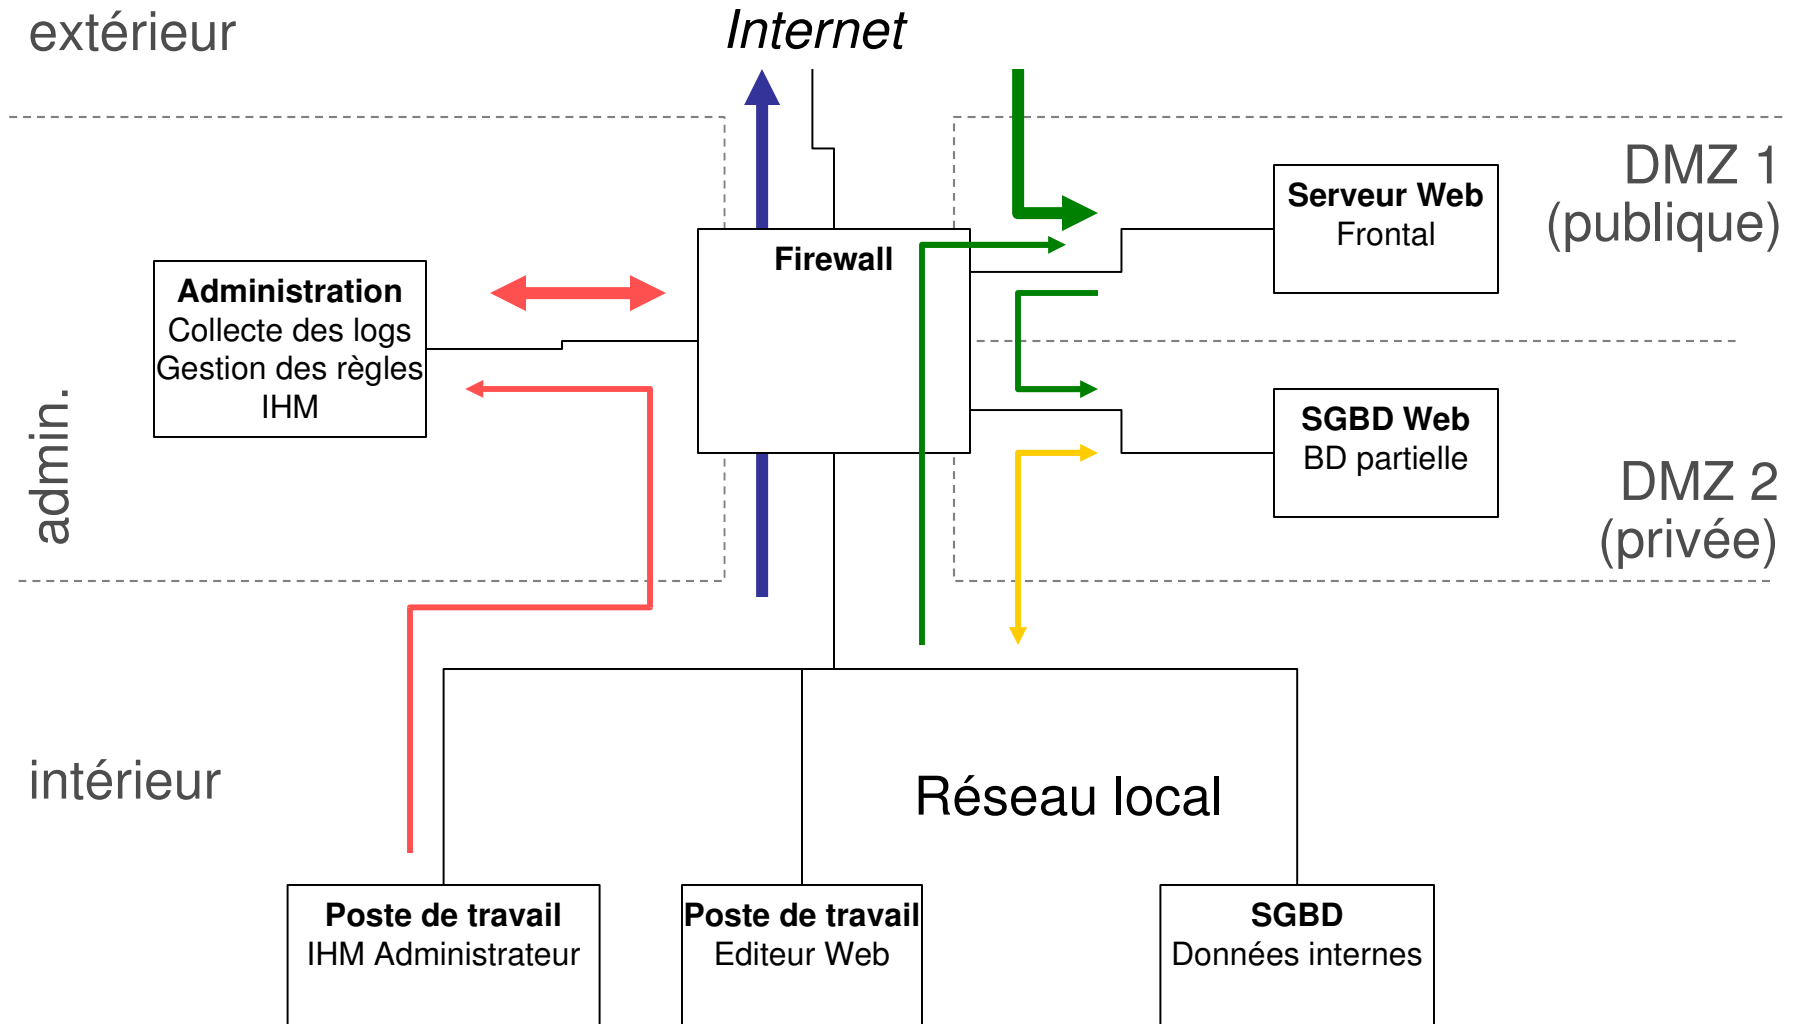 extérieur
Internet
DMZ 1
(publique)
Serveur Web
Frontal
Firewall
Administration
Collecte des logs
Gestion des règles
IHM
admin.
SGBD Web
BD partielle
DMZ 2
(privée)
intérieur
Réseau local
Poste de travail
IHM Administrateur
Poste de travail
Editeur Web
SGBD
Données internes